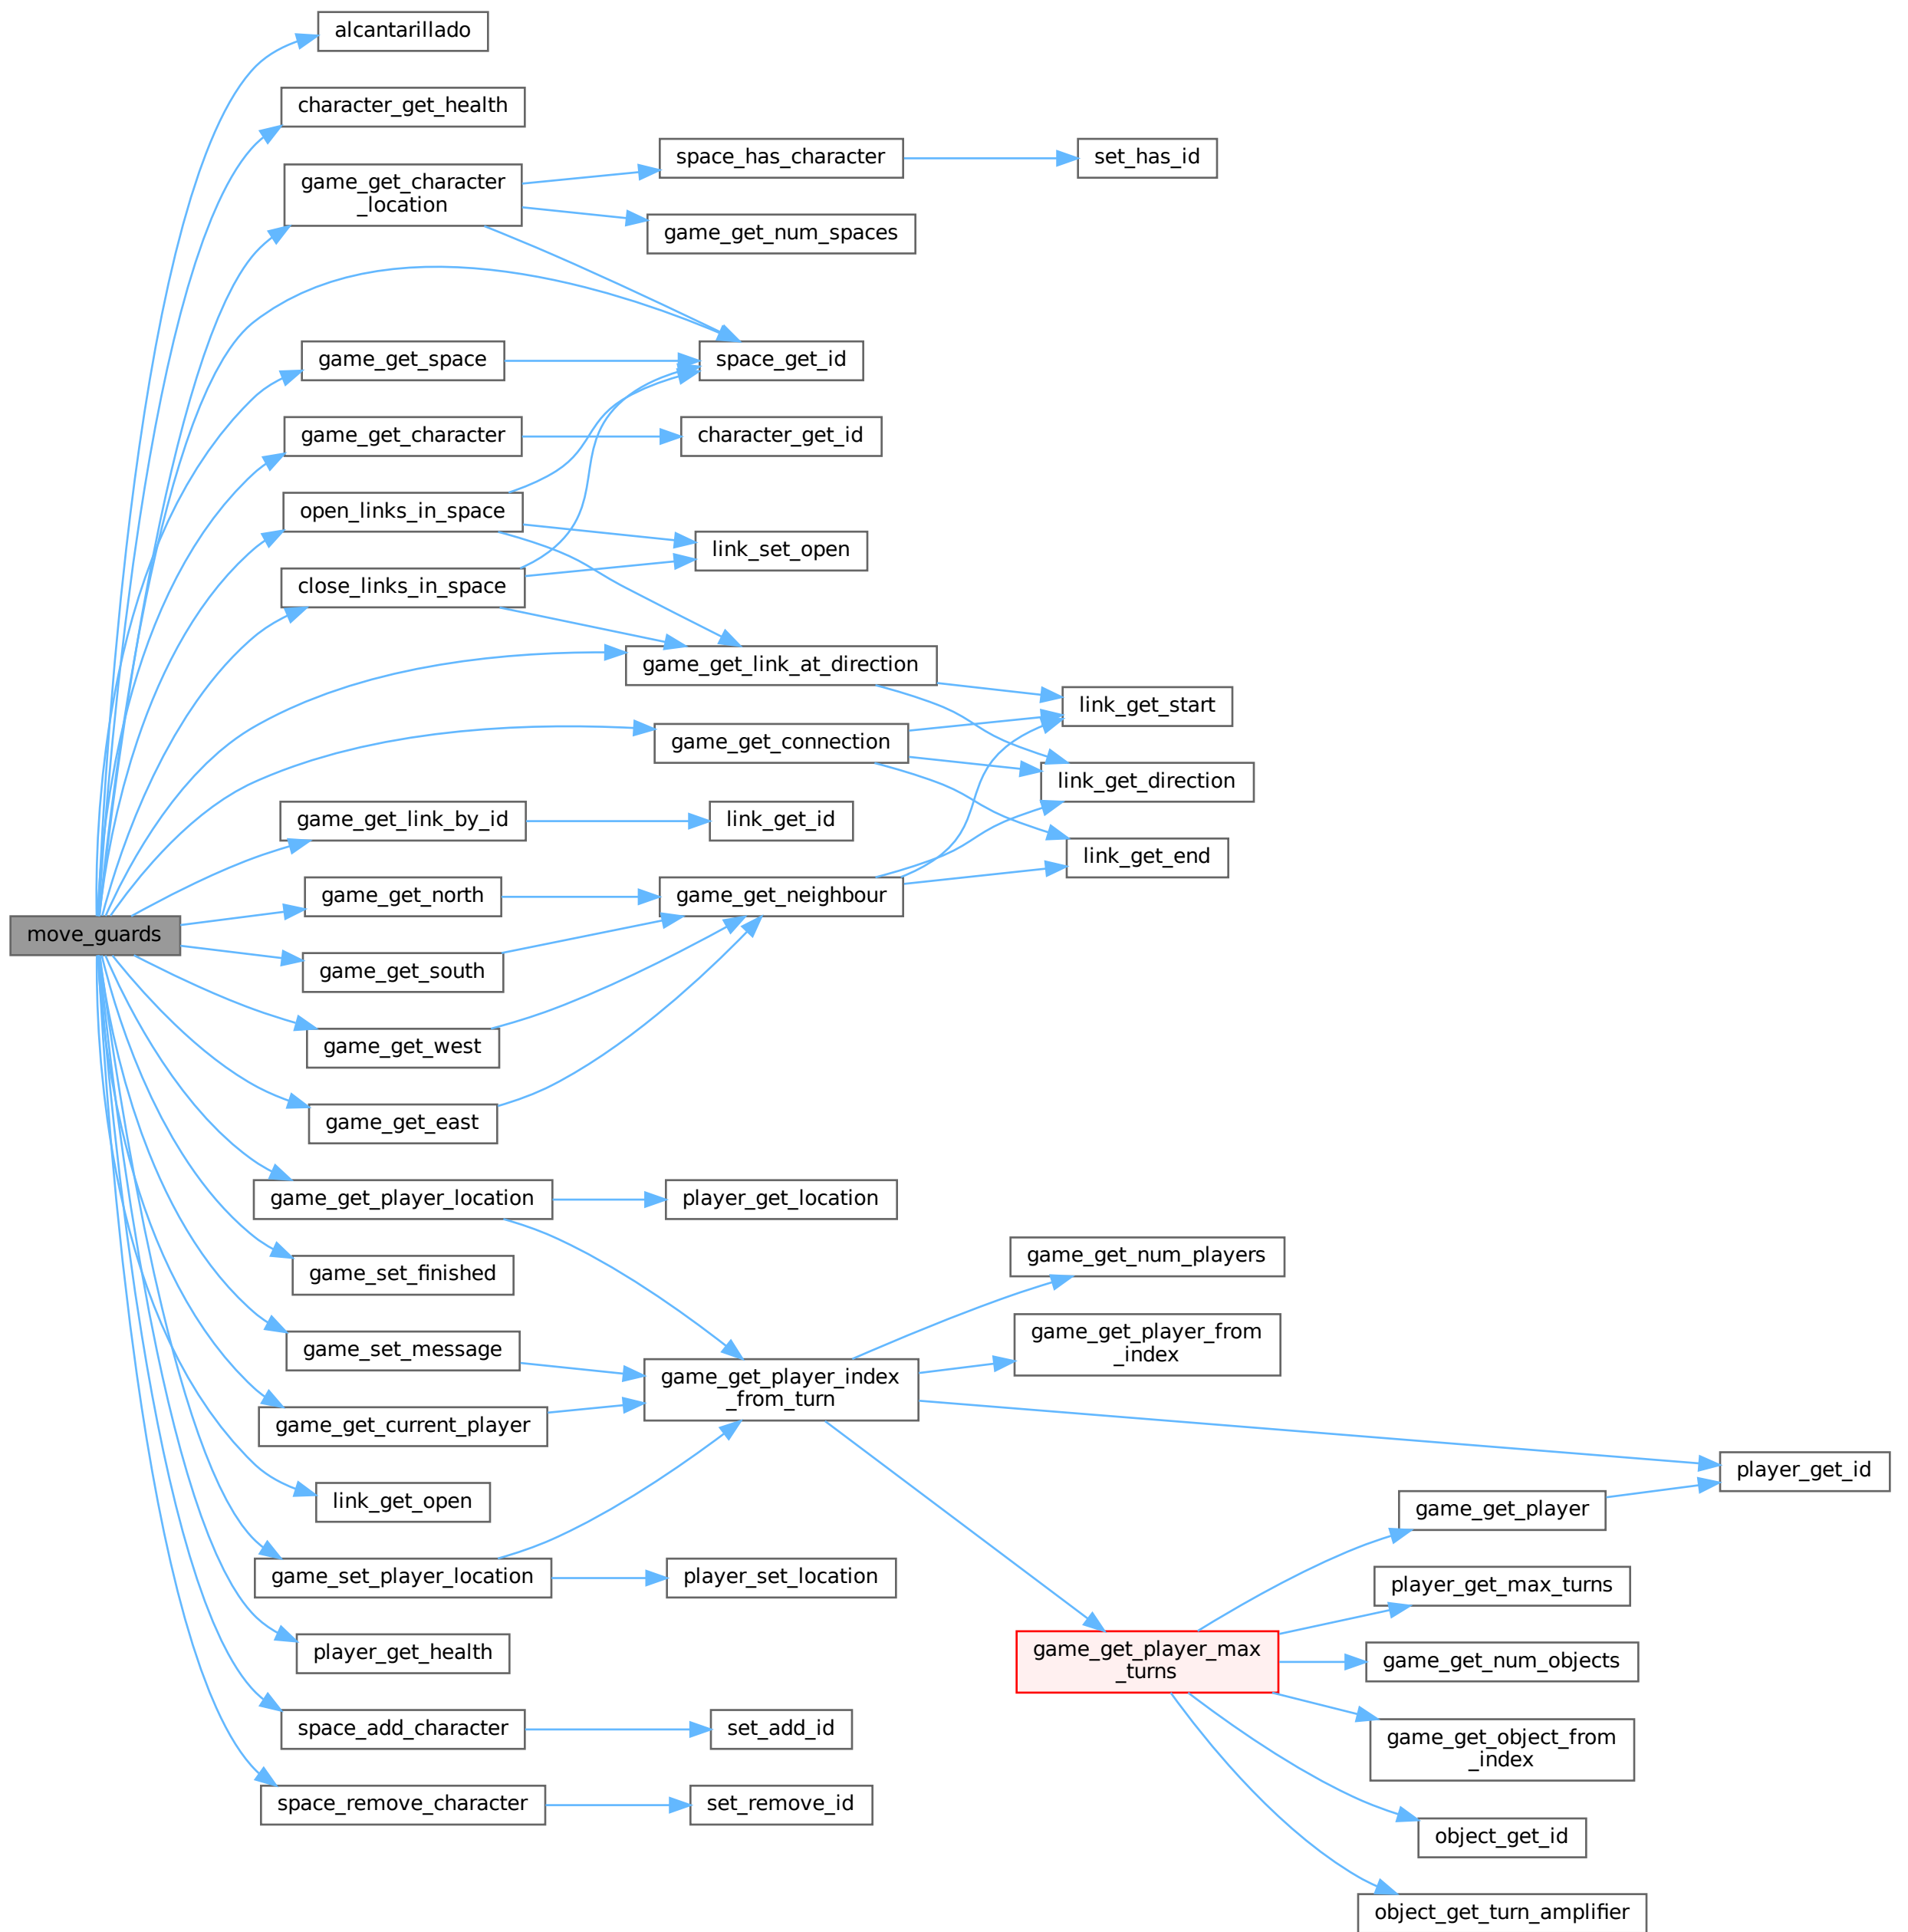 alcantarillado
character_get_health
space_has_character
set_has_id
game_get_character
_location
game_get_num_spaces
game_get_space
space_get_id
game_get_character
character_get_id
open_links_in_space
link_set_open
close_links_in_space
game_get_link_at_direction
link_get_start
game_get_connection
link_get_direction
game_get_link_by_id
link_get_id
link_get_end
game_get_north
game_get_neighbour
move_guards
game_get_south
game_get_west
game_get_east
game_get_player_location
player_get_location
game_get_num_players
game_set_finished
game_get_player_from
_index
game_set_message
game_get_player_index
_from_turn
game_get_current_player
player_get_id
link_get_open
game_get_player
game_set_player_location
player_set_location
player_get_max_turns
player_get_health
game_get_player_max
_turns
game_get_num_objects
space_add_character
set_add_id
game_get_object_from
_index
space_remove_character
set_remove_id
object_get_id
object_get_turn_amplifier